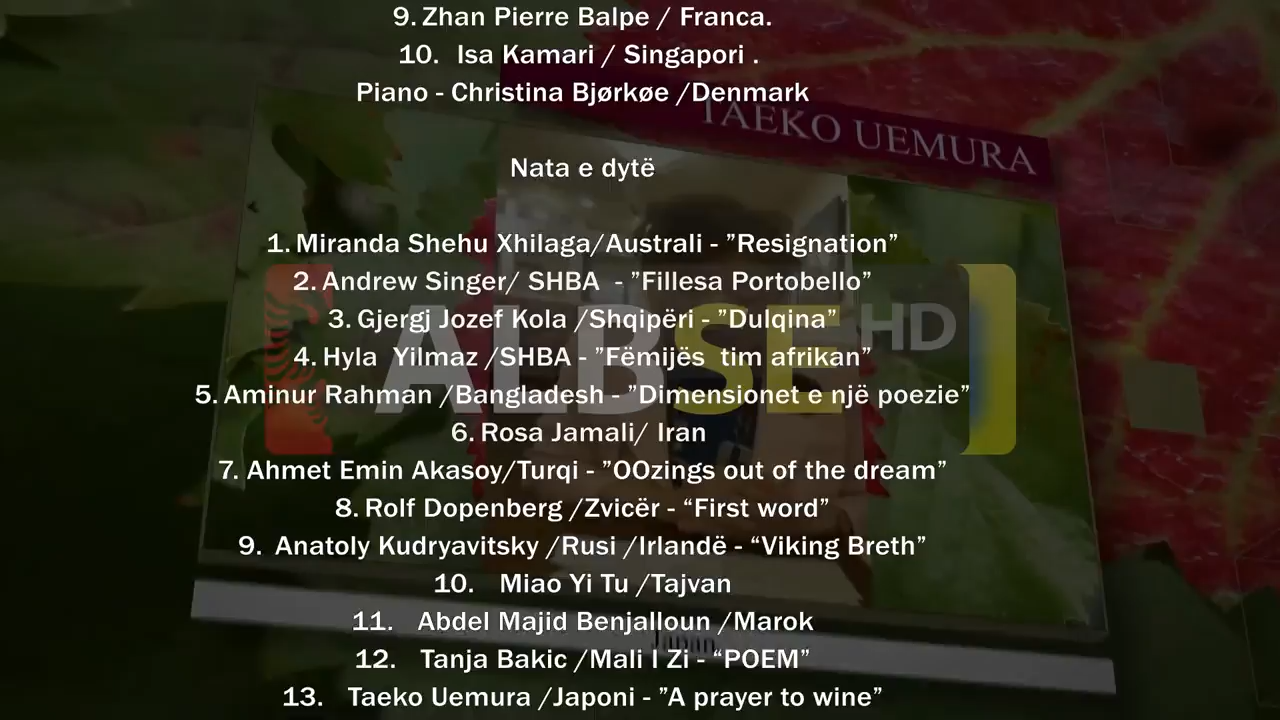 9. Zhan Pierre Balpe / Franca.
10. Isa Kamari / Singapori .
Piano - Christina Bjørkøe /Denmark
TAEKO UEMURA
Nata e dytë
1. Miranda Shehu Xhilaga/Australi - ”Resignation”
2. Andrew Singer/ SHBA - ”Fillesa Portobello”
3. Gjergj Jozef Kola /Shqipëri - ”Dulqina”
4. Hyla Yilmaz /SHBA - ”Fëmijës tim afrikan”
ALBSE HD
5. Aminur Rahman /Bangladesh - ”Dimensionet e një poezie”
6. Rosa Jamali/ Iran
7. Ahmet Emin Akasoy/Turqi - ”OOzings out of the dream”
8. Rolf Dopenberg /Zvicër - “First word”
9. Anatoly Kudryavitsky /Rusi /Irlandë - “Viking Breth”
10. Miao Yi Tu /Tajvan
11. Abdel Majid Benjalloun /Marok
Japan
12. Tanja Bakic /Mali I Zi - “POEM”
13. Taeko Uemura /Japoni - ”A prayer to wine”